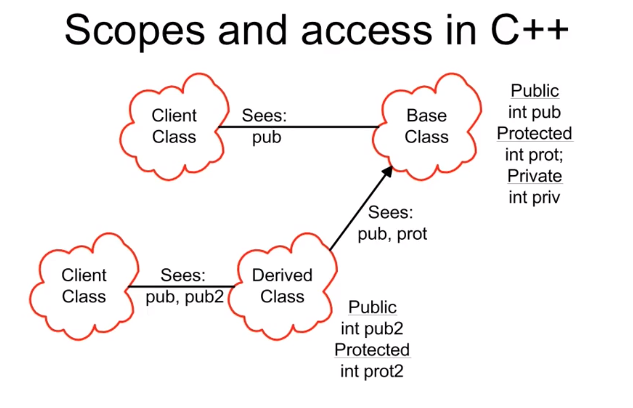 Scopes and access in C++
Client
Class
Sees:
pub
Base
Class
Public
int pub
Protected
int prot;
Private
int priv
Sees:
pub, prot
Client
Class
Sees:
pub, pub2
Derived
Class
Public
int pub2
Protected
int prot2